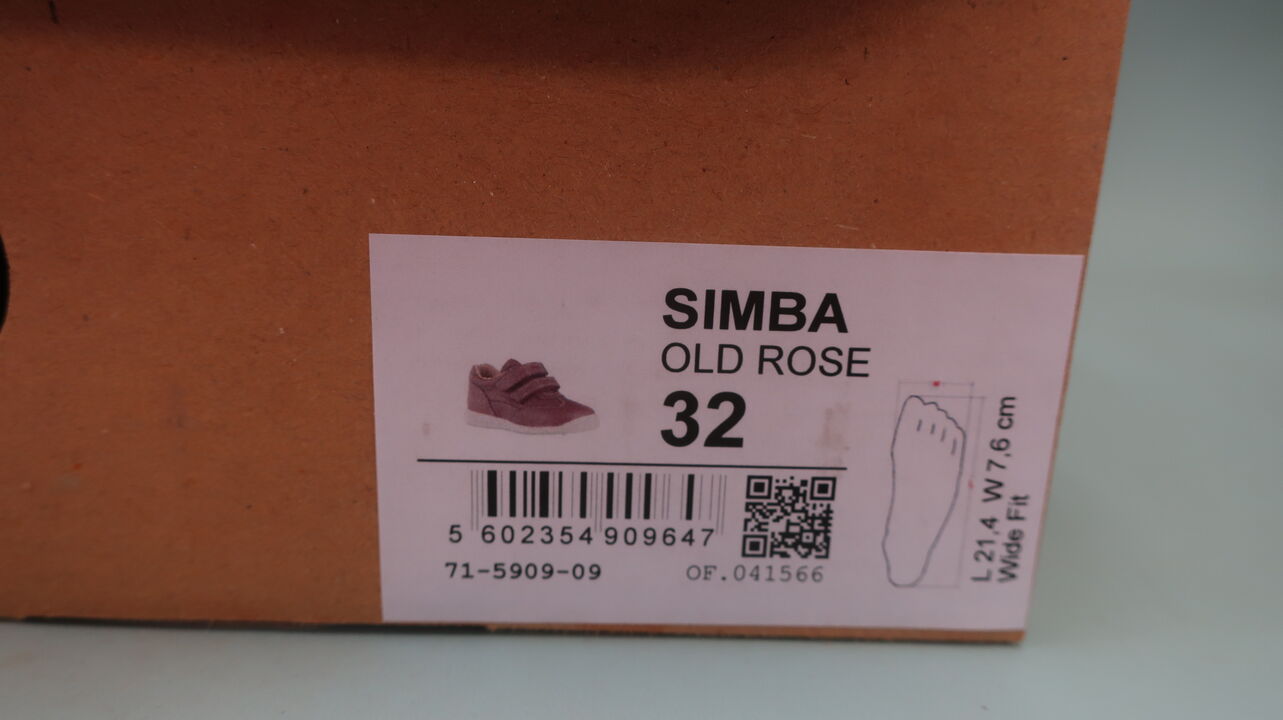 SIMBA
OLD ROSE
32
5 602354 909647
71-5909-09
OF.041566
L 21,4 W 7,6 cm
Wide Fit